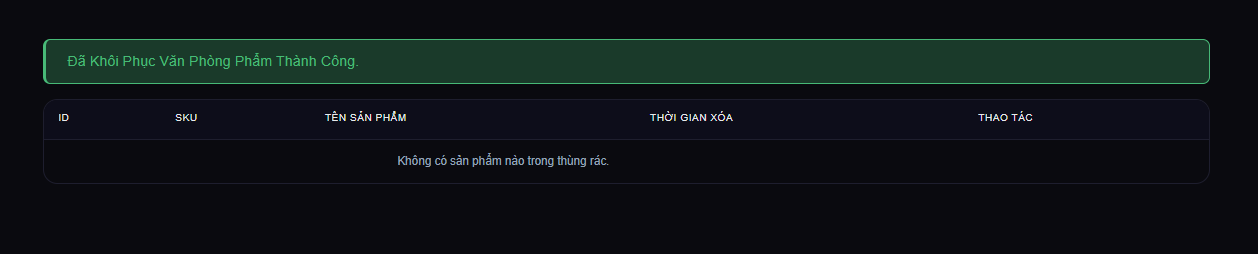 Đã Khôi Phục Văn Phòng Phẩm Thành Công.
ID SKU TÊN SẢN PHẨM THỜI GIAN XÓA THAO TÁC
Không có sản phẩm nào trong thùng rác.